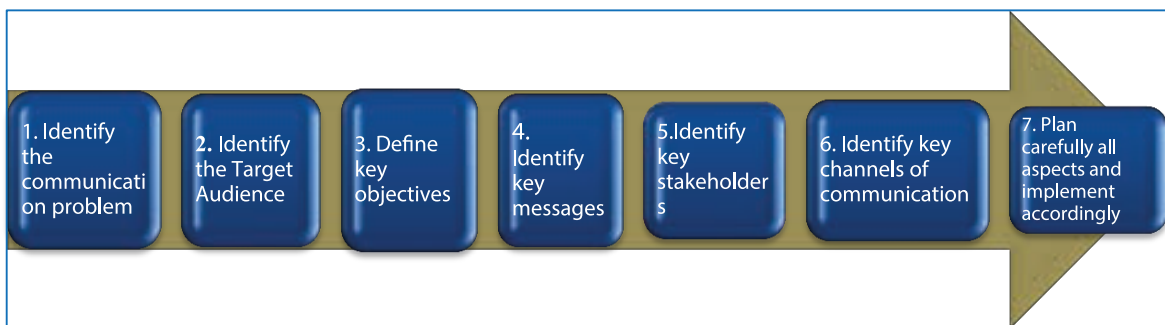 1. Identify
the
communicati
on problem
2. Identify
the Target
Audience
3. Define
key
objectives
4.
Identify
key
messages
5.Identify
key
stakeholder
s
6. Identify key
channels of
communication
7. Plan
carefully all
aspects and
implement
accordingly